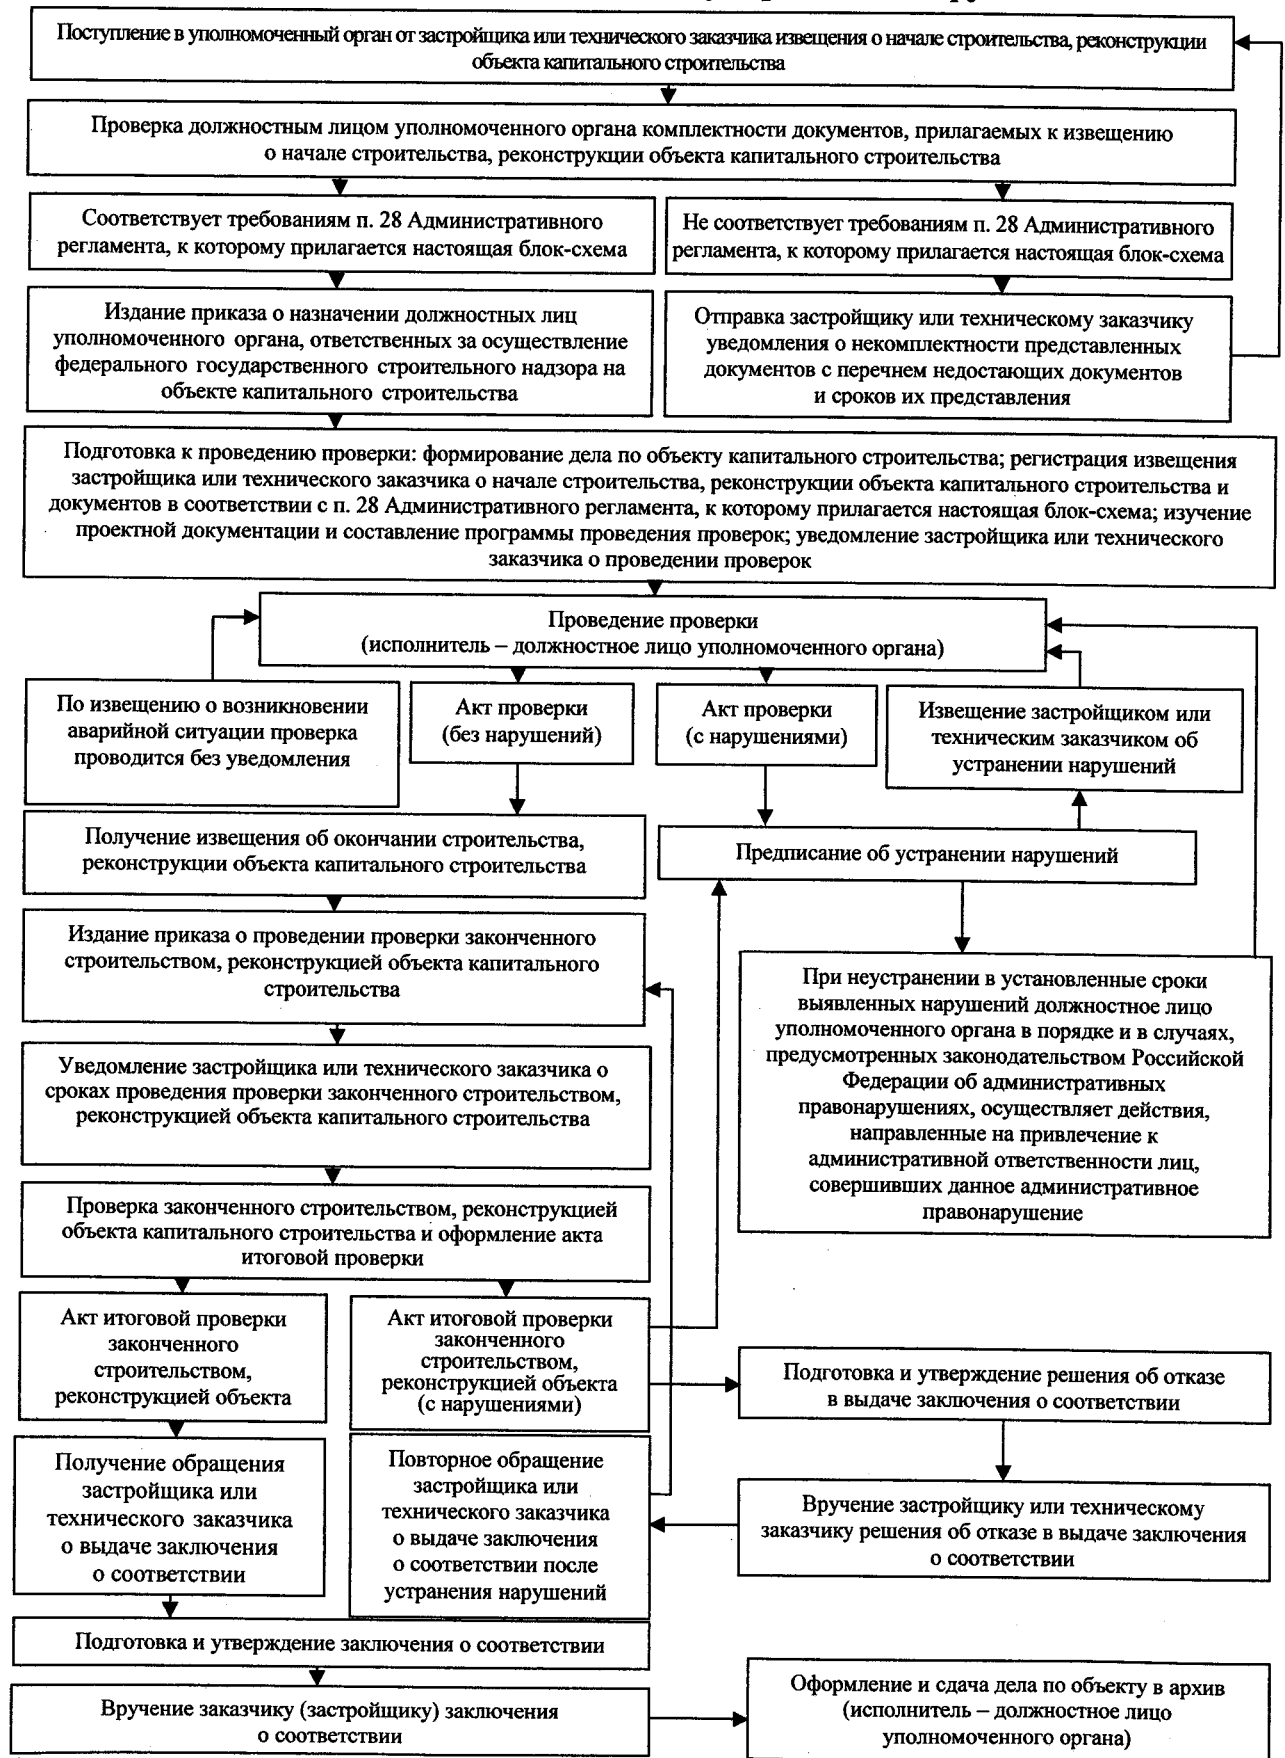 Поступление в уполномоченный орган от застройщика или технического заказчика извещения о начале строительства, реконструкции
объекта капитального строительства
Проверка должностным лицом уполномоченного органа комплектности документов, прилагаемых к извещению
о начале строительства, реконструкции объекта капитального строительства
Соответствует требованиям п. 28 Административного
регламента, к которому прилагается настоящая блок-схема
Не соответствует требованиям п. 28 Административного
регламента, к которому прилагается настоящая блок-схема
Издание приказа о назначении должностных лиц
уполномоченного органа, ответственных за осуществление
федерального государственного строительного надзора на
объекте капитального строительства
Отправка застройщику или техническому заказчику
уведомления о некомплектности представленных
документов с перечнем недостающих документов
и сроков их представления
Подготовка к проведению проверки: формирование дела по объекту капитального строительства; регистрация извещения
застройщика или технического заказчика о начале строительства, реконструкции объекта капитального строительства и
документов в соответствии с п. 28 Административного регламента, к которому прилагается настоящая блок-схема; изучение
проектной документации и составление программы проведения проверок; уведомление застройщика или технического
заказчика о проведении проверок
Проведение проверки
(исполнитель – должностное лицо уполномоченного органа)
По извещению о возникновении
аварийной ситуации проверка
проводится без уведомления
Акт проверки
(без нарушений)
Акт проверки
(с нарушениями)
Извещение застройщиком или
техническим заказчиком об
устранении нарушений
Получение извещения об окончании строительства,
реконструкции объекта капитального строительства
Предписание об устранении нарушений
Издание приказа о проведении проверки законченного
строительством, реконструкцией объекта капитального
строительства
При неустранении в установленные сроки
выявленных нарушений должностное лицо
уполномоченного органа в порядке и в случаях,
предусмотренных законодательством Российской
Федерации об административных
правонарушениях, осуществляет действия,
направленные на привлечение к
административной ответственности лиц,
совершивших данное административное
правонарушение
Уведомление застройщика или технического заказчика о
сроках проведения проверки законченного строительством,
реконструкцией объекта капитального строительства
Проверка законченного строительством, реконструкцией
объекта капитального строительства и оформление акта
итоговой проверки
Акт итоговой проверки
законченного
строительством,
реконструкцией объекта
Акт итоговой проверки
законченного
строительством,
реконструкцией объекта
(с нарушениями)
Подготовка и утверждение решения об отказе
в выдаче заключения о соответствии
Получение обращения
застройщика или
технического заказчика
о выдаче заключения
о соответствии
Повторное обращение
застройщика или
технического заказчика
о выдаче заключения
о соответствии после
устранения нарушений
Вручение застройщику или техническому
заказчику решения об отказе в выдаче заключения
о соответствии
Подготовка и утверждение заключения о соответствии
Вручение заказчику (застройщику) заключения
о соответствии
Оформление и сдача дела по объекту в архив
(исполнитель – должностное лицо
уполномоченного органа)